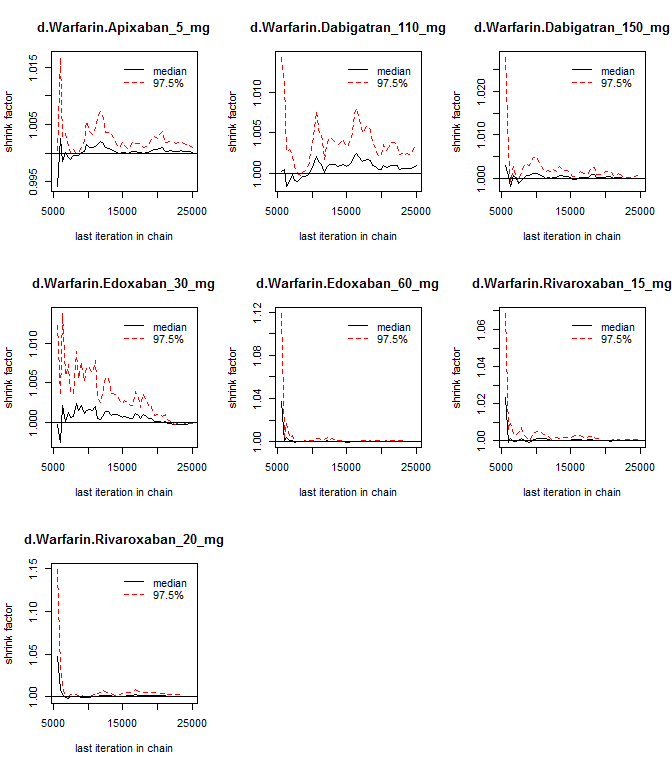 d.Warfarin.Apixaban_5_mg
shrink factor
0.995 1.005 1.015
median
97.5%
5000 15000 25000
last iteration in chain
d.Warfarin.Dabigatran_110_mg
shrink factor
1.000 1.005 1.010
median
97.5%
5000 15000 25000
last iteration in chain
d.Warfarin.Dabigatran_150_mg
shrink factor
1.000 1.010 1.020
median
97.5%
5000 15000 25000
last iteration in chain
d.Warfarin.Edoxaban_30_mg
shrink factor
1.000 1.005 1.010
median
97.5%
5000 15000 25000
last iteration in chain
d.Warfarin.Edoxaban_60_mg
shrink factor
1.00 1.04 1.08 1.12
median
97.5%
5000 15000 25000
last iteration in chain
d.Warfarin.Rivaroxaban_15_mg
shrink factor
1.00 1.02 1.04 1.06
median
97.5%
5000 15000 25000
last iteration in chain
d.Warfarin.Rivaroxaban_20_mg
shrink factor
1.00 1.05 1.10 1.15
median
97.5%
5000 15000 25000
last iteration in chain